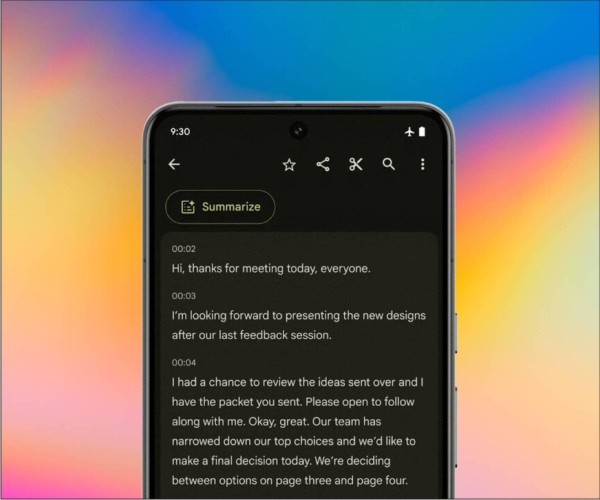 9:30
Summarize
00:02
Hi, thanks for meeting today, everyone.
00:03
I'm looking forward to presenting the new designs
after our last feedback session.
00:04
I had a chance to review the ideas sent over and I
have the packet you sent. Please open to follow
along with me. Okay, great. Our team has
narrowed down our top choices and we'd like to
make a final decision today. We're deciding
between options on page three and page four.